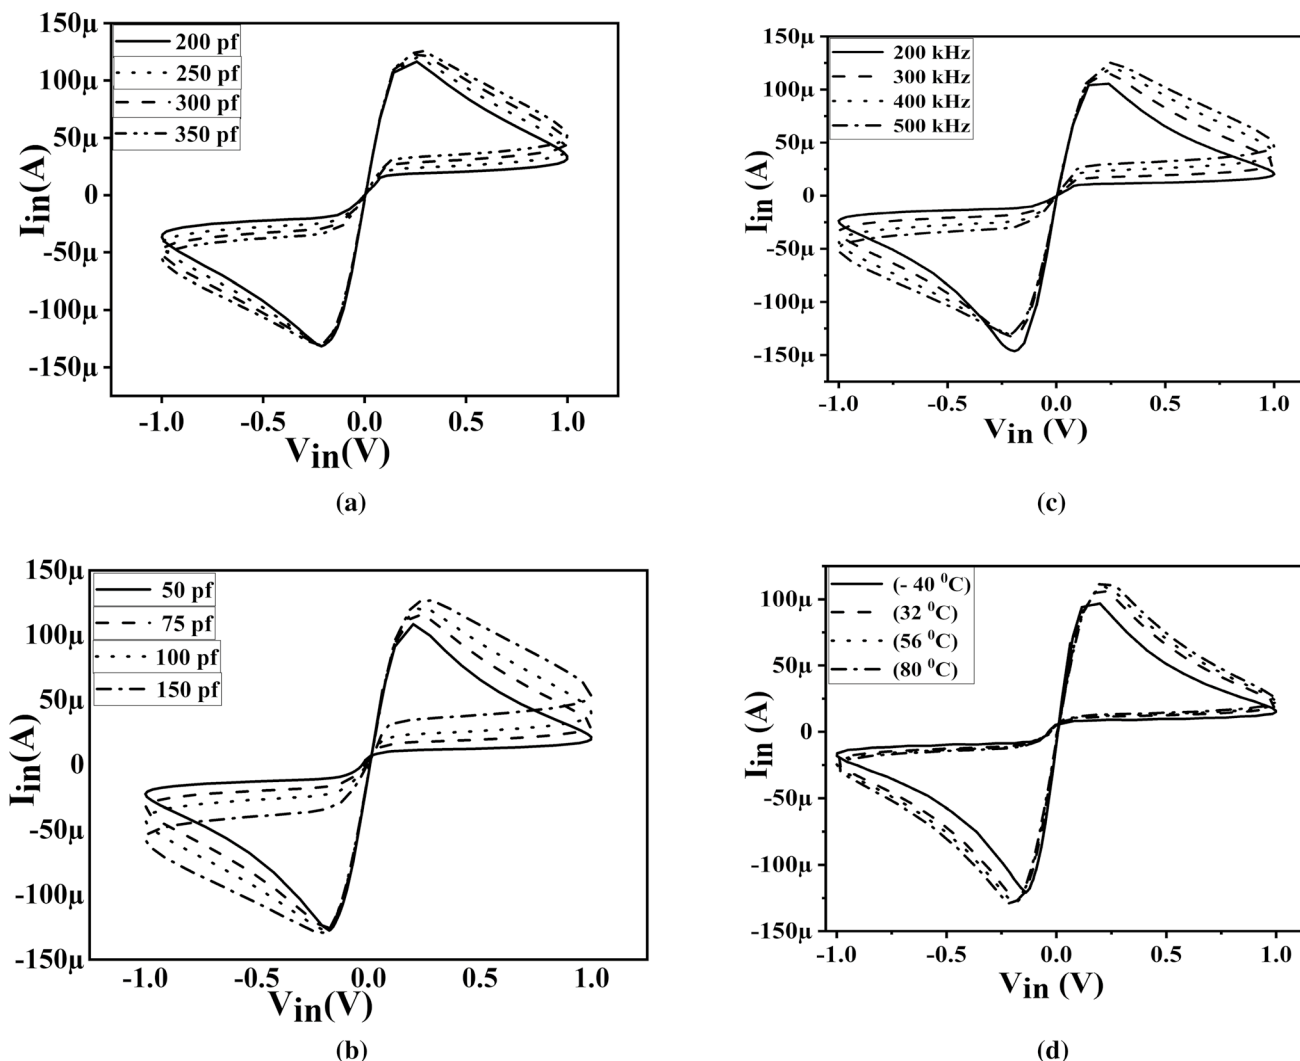 150μ
100μ
50μ
0
-50μ
-100μ
-150μ
Iin(A)
200 pf
250 pf
300 pf
350 pf
-1.0 -0.5 0.0 0.5 1.0
Vin(V)
(a)
150μ
100μ
50μ
0
-50μ
-100μ
-150μ
Iin (A)
200 kHz
300 kHz
400 kHz
500 kHz
-1.0 -0.5 0.0 0.5 1.0
Vin (V)
(c)
150μ
100μ
50μ
0
-50μ
-100μ
-150μ
Iin(A)
50 pf
75 pf
100 pf
150 pf
-1.0 -0.5 0.0 0.5 1.0
Vin(V)
(b)
100μ
50μ
0
-50μ
-100μ
-150μ
Iin (A)
(- 40 ⁰C)
(32 ⁰C)
(56 ⁰C)
(80 ⁰C)
-1.0 -0.5 0.0 0.5 1.0
Vin (V)
(d)